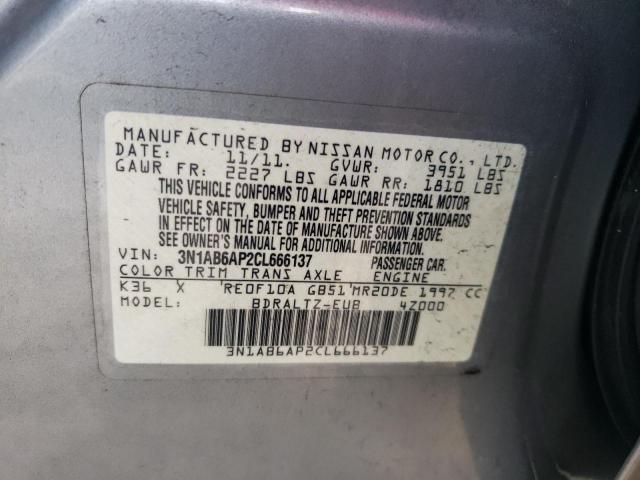 MANUFACTURED BY NISSAN MOTOR CO., LTD.
DATE: 11/11. GVWR: 3951 LBS
GAWR FR: 2227 LBS GAWR RR: 1810 LBS
THIS VEHICLE CONFORMS TO ALL APPLICABLE FEDERAL MOTOR
VEHICLE SAFETY, BUMPER AND THEFT PREVENTION STANDARDS
IN EFFECT ON THE DATE OF MANUFACTURE SHOWN ABOVE.
SEE OWNER'S MANUAL FOR ADDITIONAL INFORMATION.
VIN: 3N1AB6AP2CL666137 PASSENGER CAR.
COLOR TRIM TRANS AXLE ENGINE
K36 X RE0F10A GB51 MR20DE 1997 CC
MODEL: BDRALTZ-EUB 4Z000
3N1AB6AP2CL666137